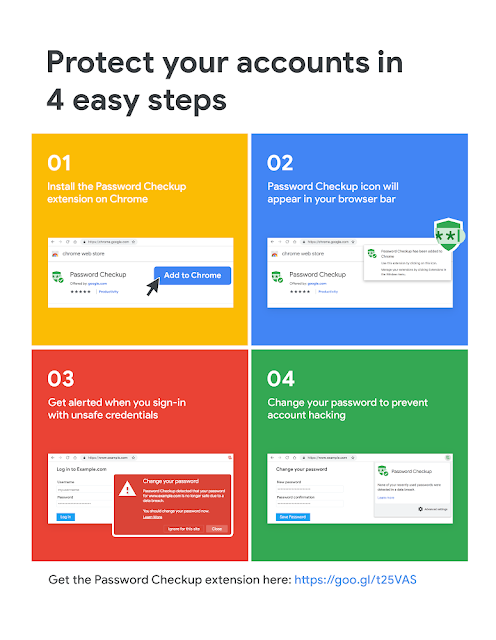 Protect your accounts in
4 easy steps
01
Install the Password Checkup
extension on Chrome
https://chrome.google.com
chrome web store
Password Checkup
Offered by: google.com
★★★★★ Productivity
Add to Chrome
02
Password Checkup icon will
appear in your browser bar
https://chrome.google.com
chrome web store
Password Checkup
Offered by: google.com
★★★★★ Productivity
Password Checkup has been added to
Chrome
Use this extension by clicking on this icon.
Manage your extensions by clicking Extensions in
the Window menu.
**|
03
Get alerted when you sign-in
with unsafe credentials
https://www.example.com
Log in to Example.com
Username
Password
Log in
Change your password
Password Checkup detected that your password
for www.example.com is no longer safe due to a
data breach.
You should change your password now.
Learn more
Ignore for this site
Close
04
Change your password to prevent
account hacking
https://www.example.com
Change your password
New password
Password confirmation
Save Password
Password Checkup
None of your recently used passwords were
detected in a data breach
Learn more
Advanced settings
Get the Password Checkup extension here: https://goo.gl/t25VAS